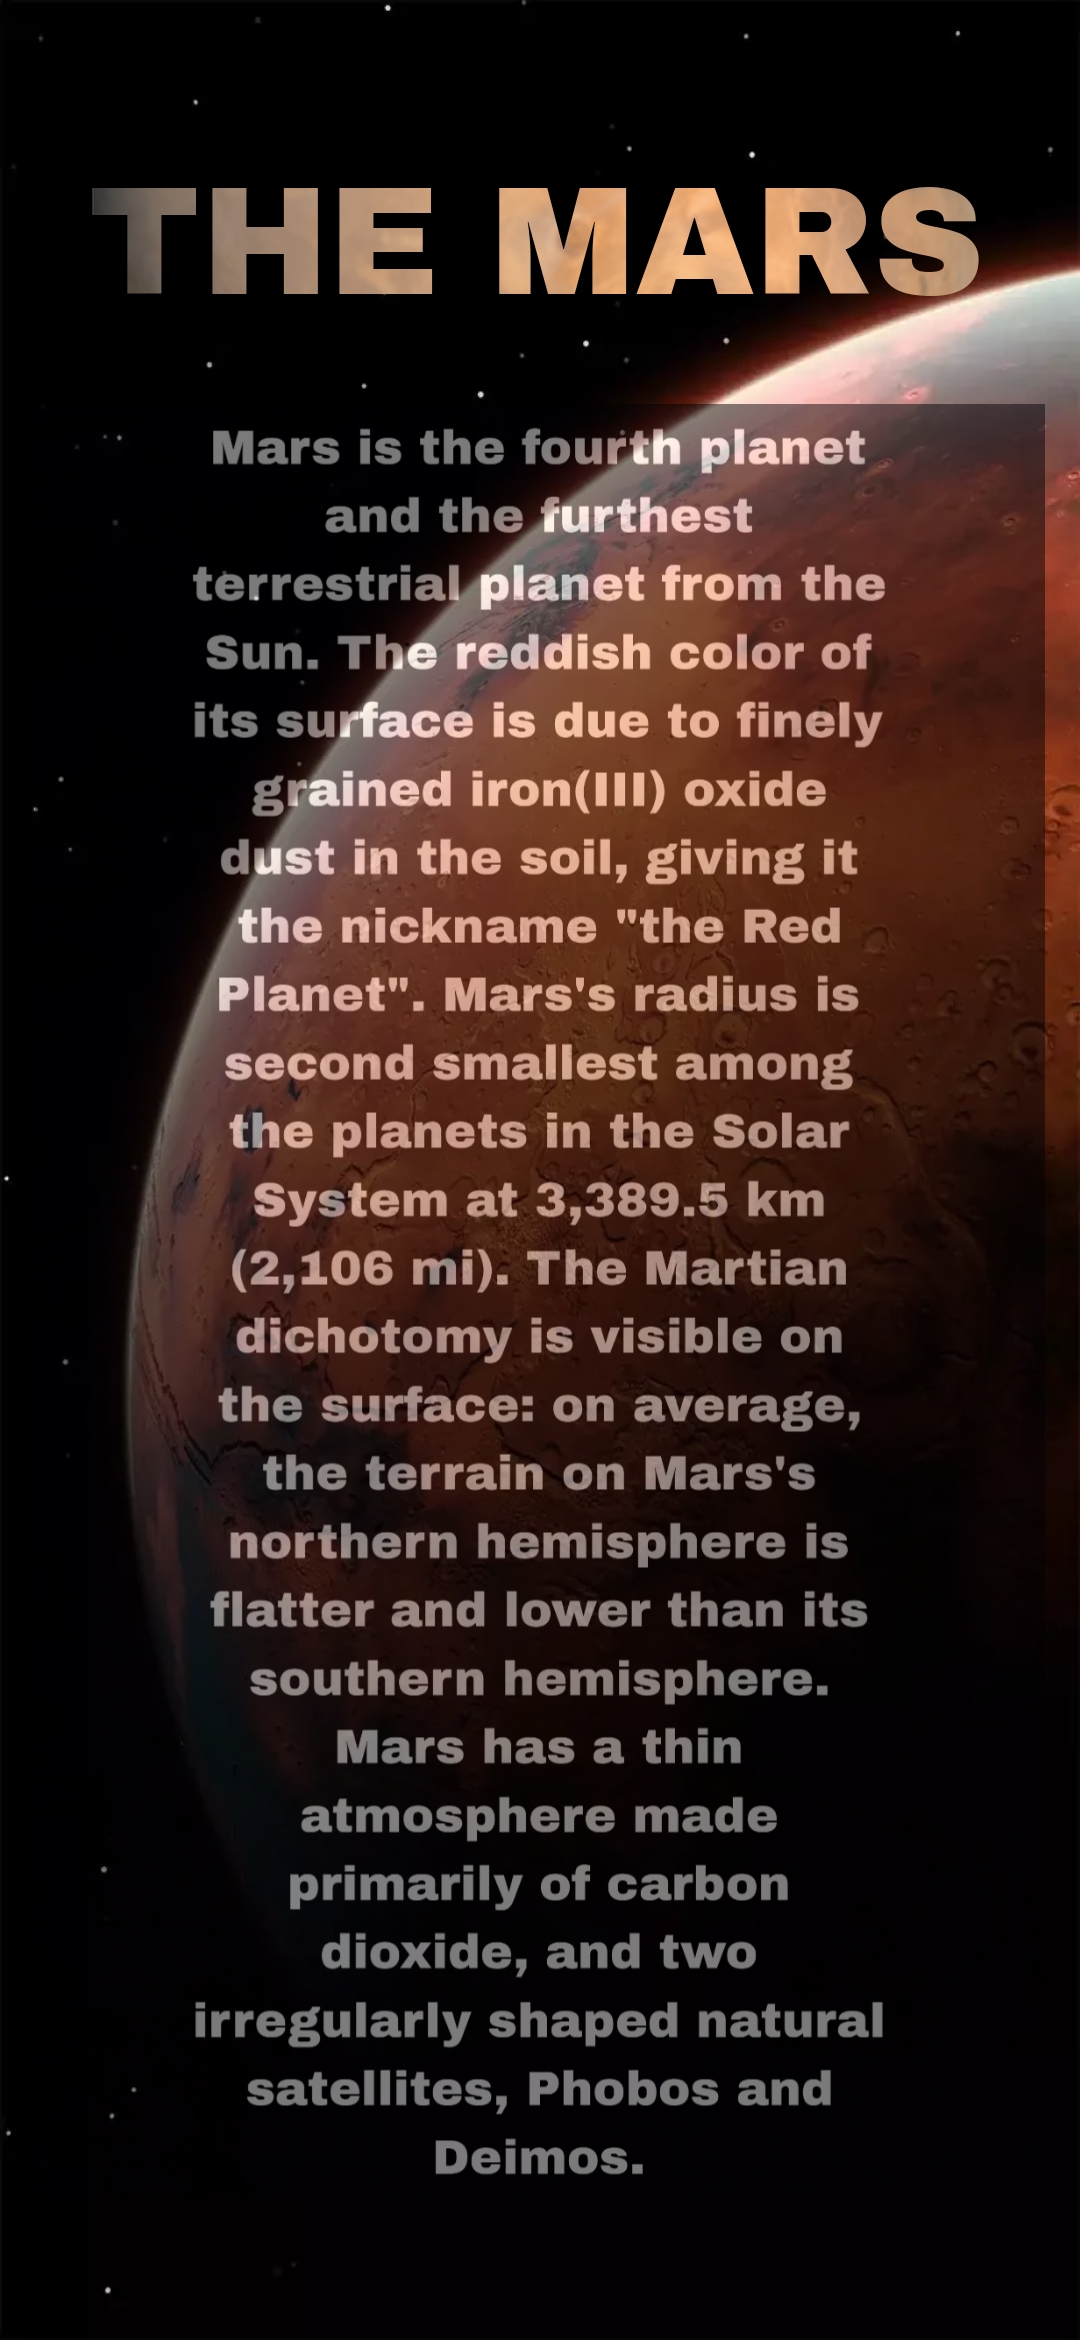 THE MARS
Mars is the fourth planet
and the furthest
terrestrial planet from the
Sun. The reddish color of
its surface is due to finely
grained iron(III) oxide
dust in the soil, giving it
the nickname "the Red
Planet". Mars's radius is
second smallest among
the planets in the Solar
System at 3,389.5 km
(2,106 mi). The Martian
dichotomy is visible on
the surface: on average,
the terrain on Mars's
northern hemisphere is
flatter and lower than its
southern hemisphere.
Mars has a thin
atmosphere made
primarily of carbon
dioxide, and two
irregularly shaped natural
satellites, Phobos and
Deimos.